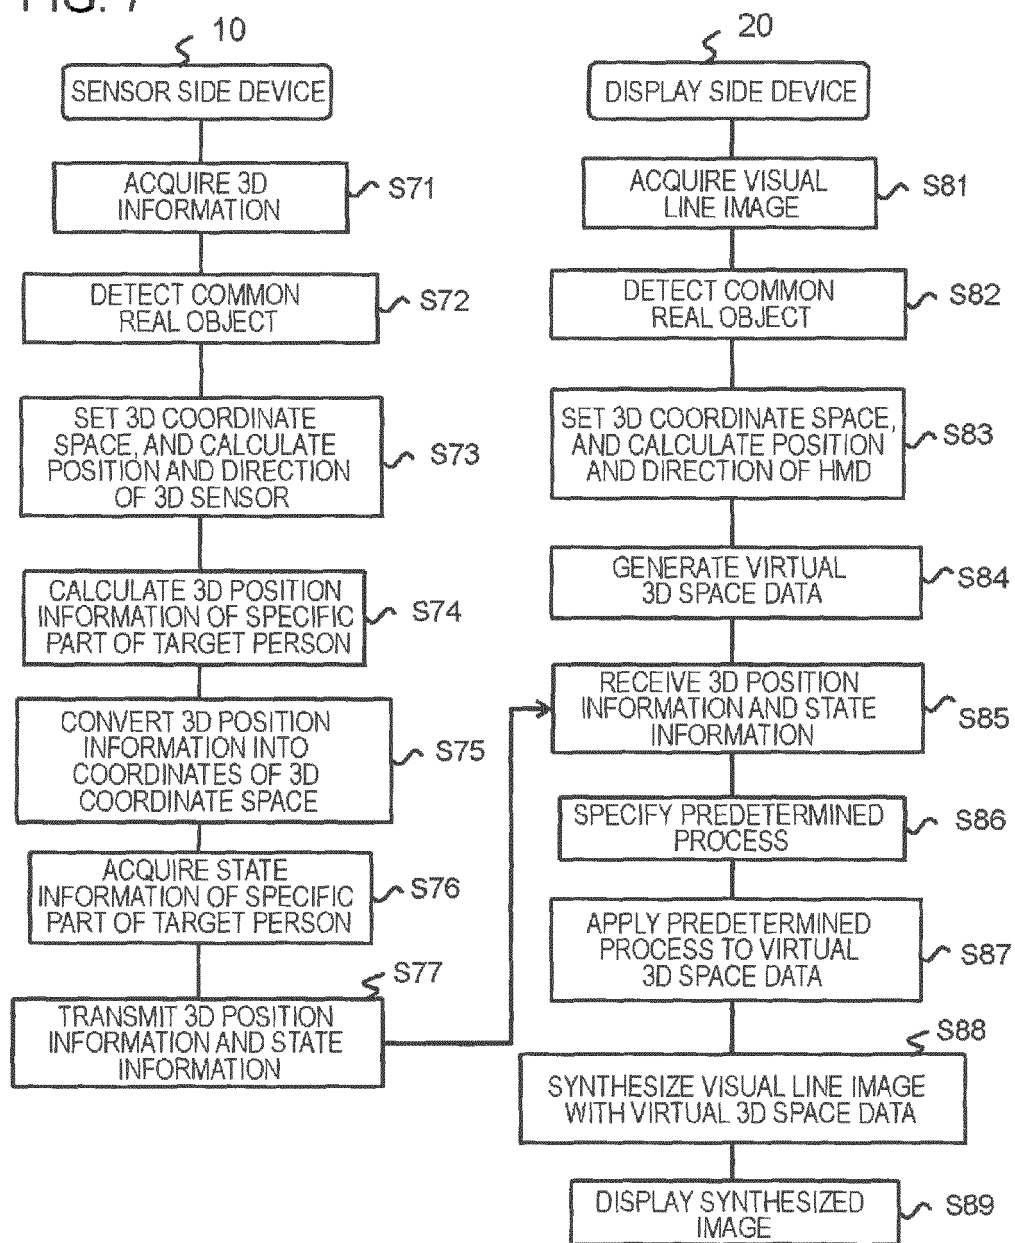 FIG. 7
10
SENSOR SIDE DEVICE
ACQUIRE 3D
INFORMATION
S71
DETECT COMMON
REAL OBJECT
S72
SET 3D COORDINATE
SPACE, AND CALCULATE
POSITION AND DIRECTION
OF 3D SENSOR
S73
CALCULATE 3D POSITION
INFORMATION OF SPECIFIC
PART OF TARGET PERSON
S74
CONVERT 3D POSITION
INFORMATION INTO
COORDINATES OF 3D
COORDINATE SPACE
S75
ACQUIRE STATE
INFORMATION OF SPECIFIC
PART OF TARGET PERSON
S76
S77
TRANSMIT 3D POSITION
INFORMATION AND STATE
INFORMATION
20
DISPLAY SIDE DEVICE
ACQUIRE VISUAL
LINE IMAGE
S81
DETECT COMMON
REAL OBJECT
S82
SET 3D COORDINATE SPACE,
AND CALCULATE POSITION
AND DIRECTION OF HMD
S83
GENERATE VIRTUAL
3D SPACE DATA
S84
RECEIVE 3D POSITION
INFORMATION AND STATE
INFORMATION
S85
SPECIFY PREDETERMINED
PROCESS
S86
APPLY PREDETERMINED
PROCESS TO VIRTUAL
3D SPACE DATA
S87
S88
SYNTHESIZE VISUAL LINE IMAGE
WITH VIRTUAL 3D SPACE DATA
DISPLAY SYNTHESIZED
IMAGE
S89